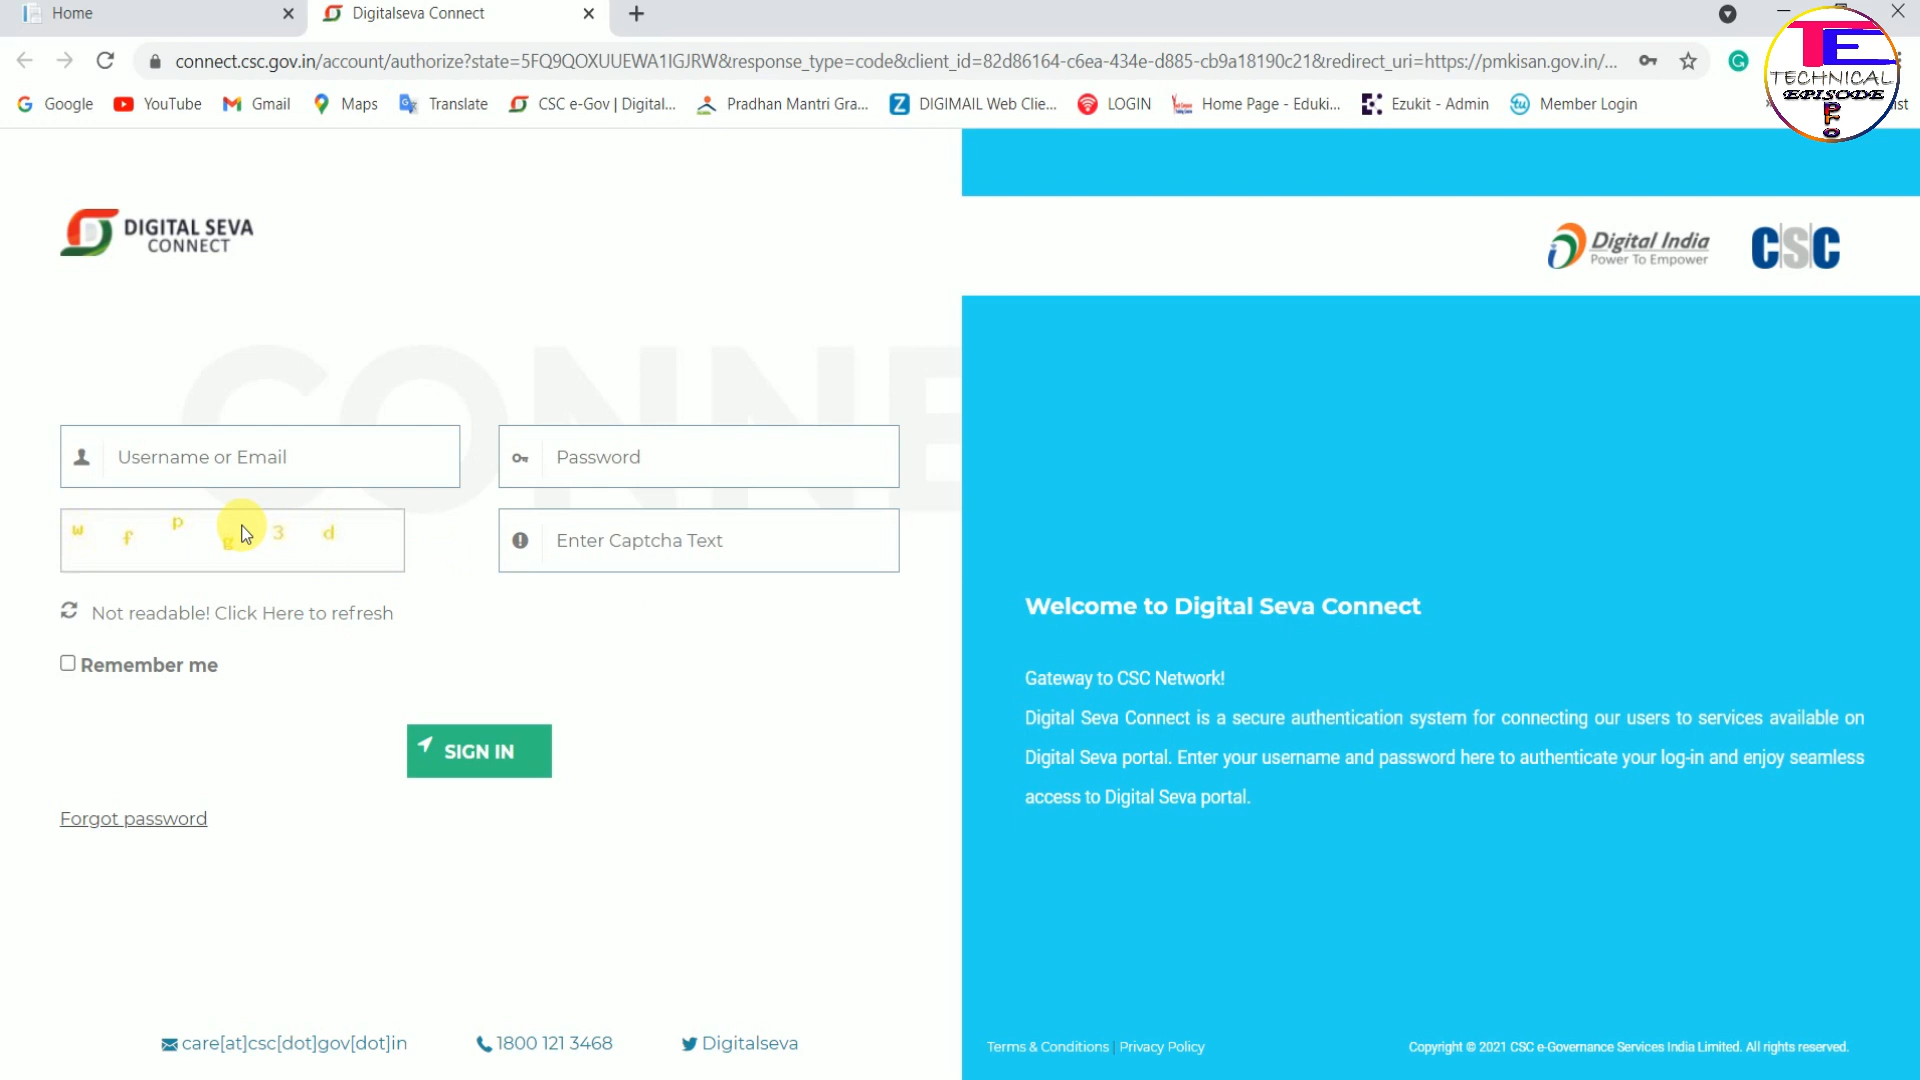 Home
Digitalseva Connect
connect.csc.gov.in/account/authorize?state=5FQ9QOXUUEWA1IGJRW&response_type=code&client_id=82d86164-c6ea-434e-d885-cb9a18190c21&redirect_uri=https://pmkisan.gov.in/...
Google YouTube Gmail Maps Translate CSC e-Gov | Digital... Pradhan Mantri Gra... DIGIMAIL Web Clie... LOGIN Home Page - Eduki... Ezukit - Admin Member Login
TE
TECHNICAL
EPISODE
P
F
O
DIGITAL SEVA
CONNECT
Digital India
Power To Empower
CSC
CONNE
Username or Email
Password
w f p g 3 d
Enter Captcha Text
Not readable! Click Here to refresh
Remember me
SIGN IN
Forgot password
care[at]csc[dot]gov[dot]in
1800 121 3468
Digitalseva
Welcome to Digital Seva Connect
Gateway to CSC Network!
Digital Seva Connect is a secure authentication system for connecting our users to services available on
Digital Seva portal. Enter your username and password here to authenticate your log-in and enjoy seamless
access to Digital Seva portal.
Terms & Conditions | Privacy Policy
Copyright © 2021 CSC e-Governance Services India Limited. All rights reserved.